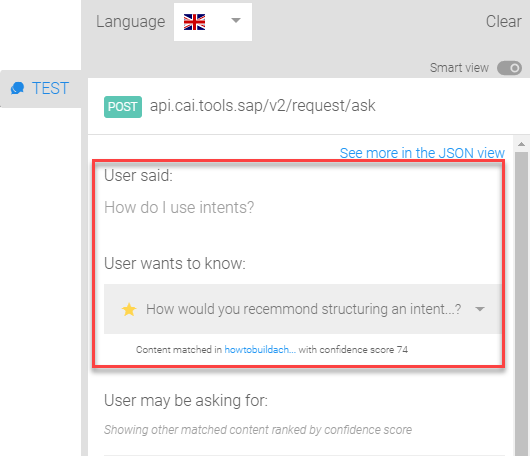 Language
Clear
Smart view
TEST
POST api.cai.tools.sap/v2/request/ask
See more in the JSON view
User said:
How do I use intents?
User wants to know:
How would you recemmond structuring an intent...?
Content matched in howtobuildach... with confidence score 74
User may be asking for:
Showing other matched content ranked by confidence score